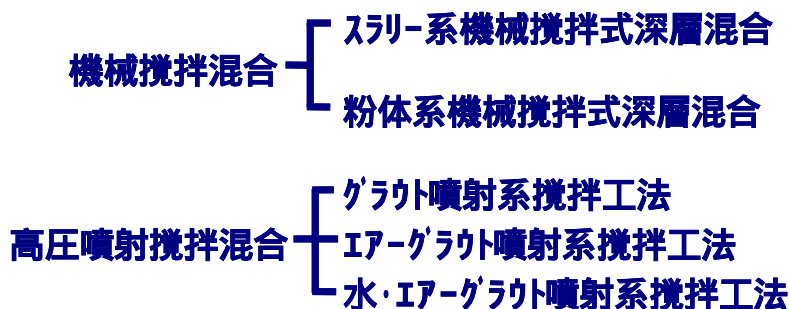 ｽﾗﾘｰ系機械撹拌式深層混合
機械撹拌混合
粉体系機械撹拌式深層混合
ｸﾞﾗｳﾄ噴射系撹拌工法
高圧噴射撹拌混合
ｴｱｰｸﾞﾗｳﾄ噴射系撹拌工法
水･ｴｱｰｸﾞﾗｳﾄ噴射系撹拌工法